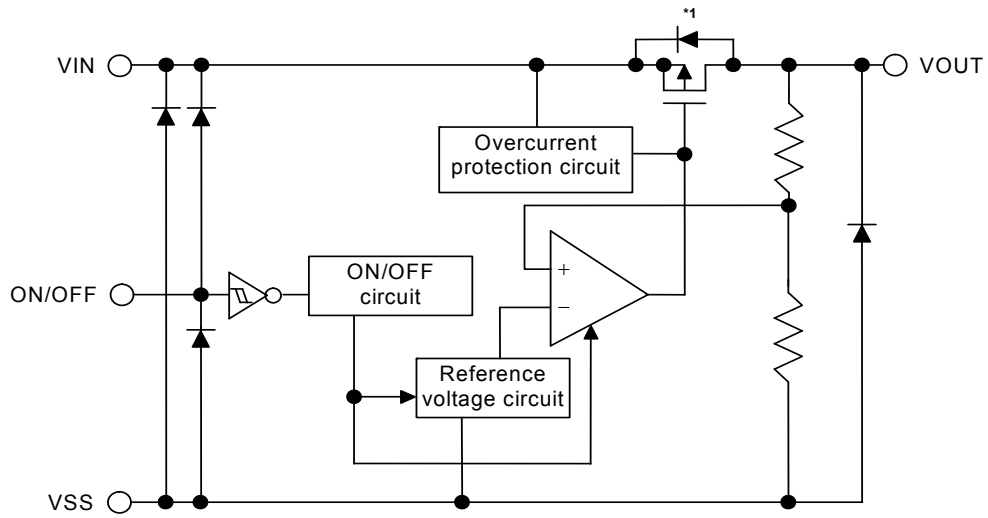 *1
VIN
VOUT
Overcurrent
protection circuit
ON/OFF
ON/OFF
circuit
+
−
Reference
voltage circuit
VSS